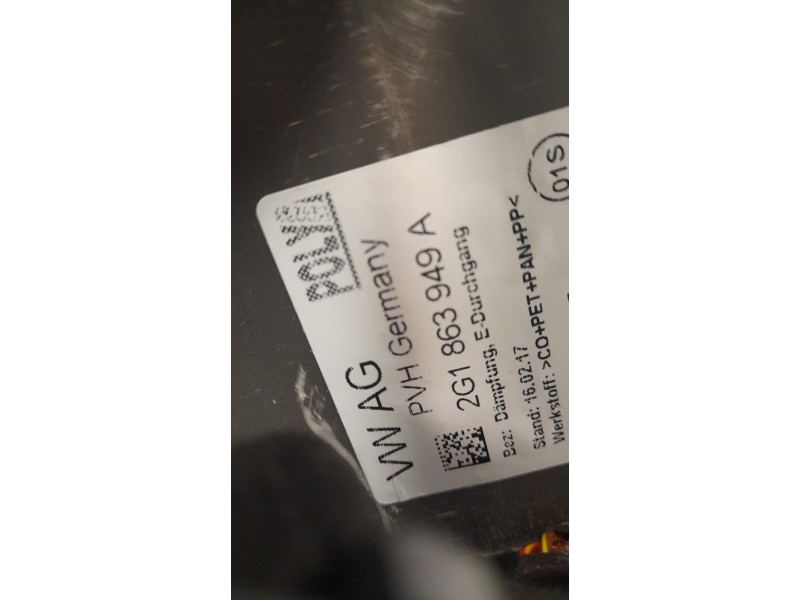 VW AG
PVH Germany
2G1 863 949 A
Bez: Dämpfung, E-Durchgang
Stand: 16.02.17
Werkstoff: >CO+PET+PAN+PP<
01S